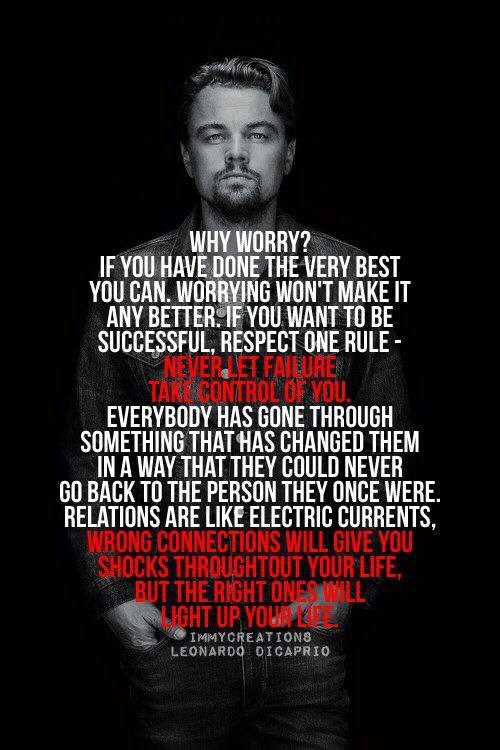 WHY WORRY?
IF YOU HAVE DONE THE VERY BEST
YOU CAN. WORRYING WON'T MAKE IT
ANY BETTER. IF YOU WANT TO BE
SUCCESSFUL, RESPECT ONE RULE -
NEVER LET FAILURE
TAKE CONTROL OF YOU.
EVERYBODY HAS GONE THROUGH
SOMETHING THAT HAS CHANGED THEM
IN A WAY THAT THEY COULD NEVER
GO BACK TO THE PERSON THEY ONCE WERE.
RELATIONS ARE LIKE ELECTRIC CURRENTS,
WRONG CONNECTIONS WILL GIVE YOU
SHOCKS THROUGHTOUT YOUR LIFE,
BUT THE RIGHT ONES WILL
LIGHT UP YOUR LIFE.
IMMYCREATIONS
LEONARDO DICAPRIO